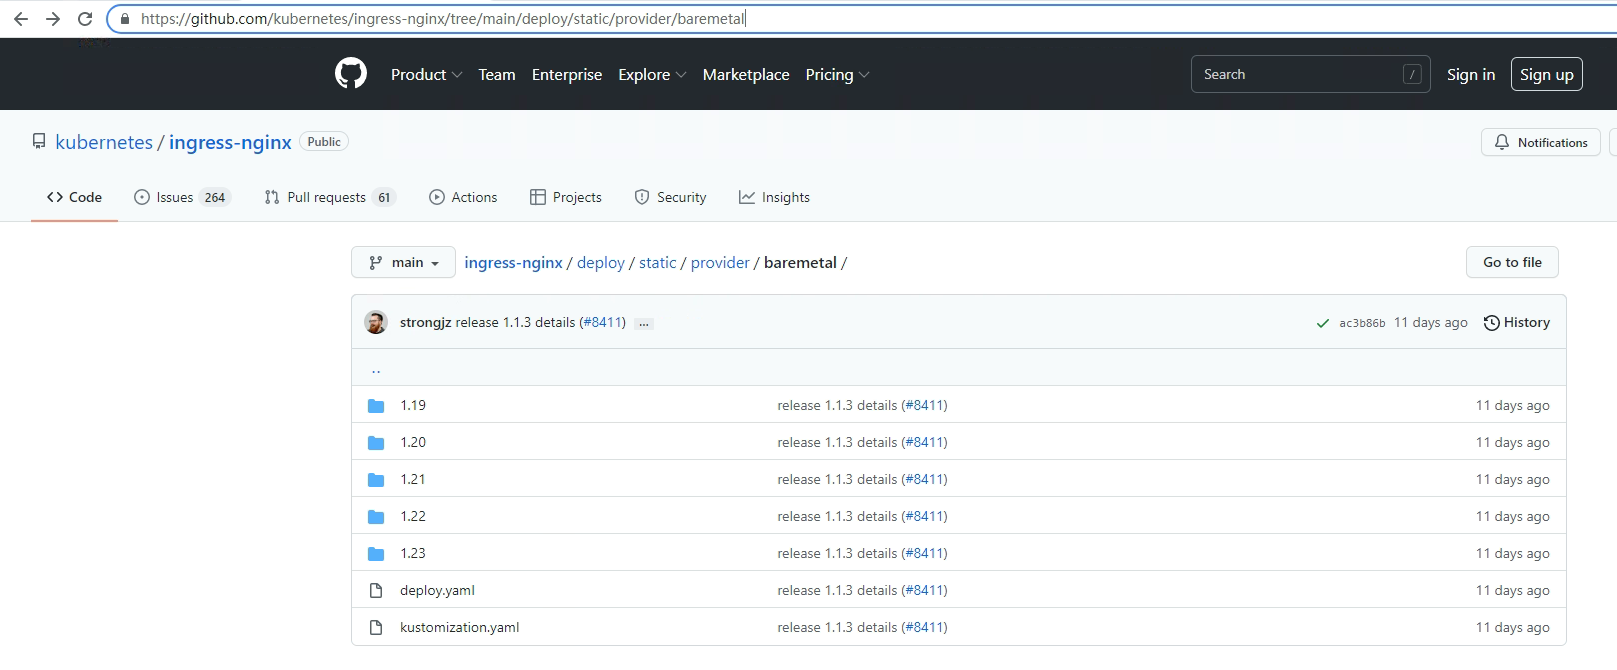 https://github.com/kubernetes/ingress-nginx/tree/main/deploy/static/provider/baremetal
Product Team Enterprise Explore Marketplace Pricing Search / Sign in Sign up
kubernetes / ingress-nginx Public Notifications
Code Issues 264 Pull requests 61 Actions Projects Security Insights
main ingress-nginx / deploy / static / provider / baremetal / Go to file
strongjz release 1.1.3 details (#8411) ... ac3b86b 11 days ago History
..
1.19 release 1.1.3 details (#8411) 11 days ago
1.20 release 1.1.3 details (#8411) 11 days ago
1.21 release 1.1.3 details (#8411) 11 days ago
1.22 release 1.1.3 details (#8411) 11 days ago
1.23 release 1.1.3 details (#8411) 11 days ago
deploy.yaml release 1.1.3 details (#8411) 11 days ago
kustomization.yaml release 1.1.3 details (#8411) 11 days ago